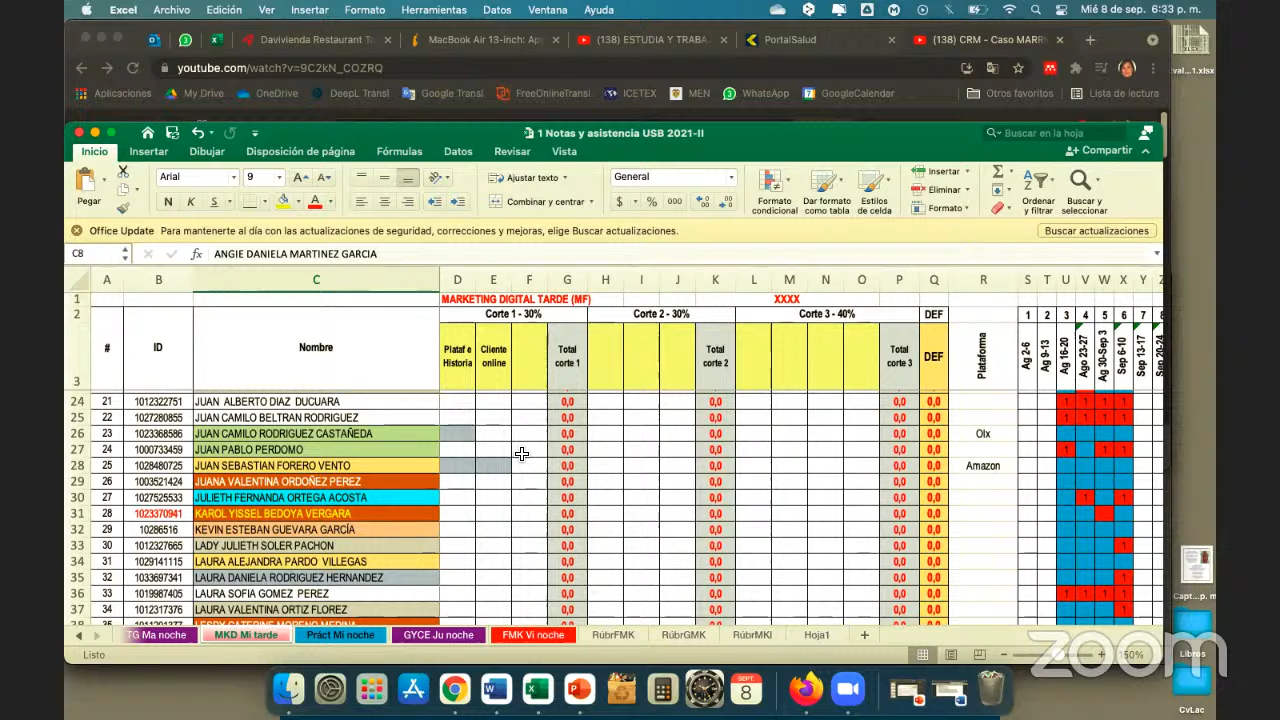 Excel Archivo Edición Ver Insertar Formato Herramientas Datos Ventana Ayuda Mié 8 de sep. 6:33 p. m.
Davivienda Restaurant T (138) ESTUDIA Y TRABA PortalSalud (138) CRM - Caso MARR
MacBook Air 13-inch: Ap
youtube.com/watch?v=9C2kN_COZRQ
Aplicaciones My Drive OneDrive DeepL Transl Google Transl FreeOnlineTransl ICETEX MEN WhatsApp GoogleCalendar Otros favoritos Lista de lectura
1 Notas y asistencia USB 2021-II Buscar en la hoja
Inicio Insertar Dibujar Disposición de página Fórmulas Datos Revisar Vista Compartir
Pegar Arial 9 Ajustar texto Combinar y centrar General Formato condicional Dar formato como tabla Estilos de celda Insertar Eliminar Formato Ordenar y filtrar Buscar y seleccionar
Office Update Para mantenerte al día con las actualizaciones de seguridad, correcciones y mejoras, elige Buscar actualizaciones. Buscar actualizaciones
C8 fx ANGIE DANIELA MARTINEZ GARCIA
A B C D E F G H I J K L M N O P Q R S T U V W X Y Z
1 MARKETING DIGITAL TARDE (MF) XXXX
2 Corte 1 - 30% Corte 2 - 30% Corte 3 - 40% DEF 1 2 3 4 5 6 7 8
3 # ID Nombre Plataf e Historia Cliente online Total corte 1 Total corte 2 Total corte 3 DEF Plataforma Ag 2-6 Ag 9-13 Ag 16-20 Ago 23-27 Ag 30-Sep 3 Sep 6-10 Sep 13-17 Sep 20-24
24 21 1012322751 JUAN ALBERTO DIAZ DUCUARA 0,0 0,0 0,0 0,0 1 1 1 1
25 22 1027280855 JUAN CAMILO BELTRAN RODRIGUEZ 0,0 0,0 0,0 0,0 1 1 1 1
26 23 1023368586 JUAN CAMILO RODRIGUEZ CASTAÑEDA 0,0 0,0 0,0 0,0 Olx
27 24 1000733459 JUAN PABLO PERDOMO 0,0 0,0 0,0 0,0 1 1 1
28 25 1028480725 JUAN SEBASTIAN FORERO VENTO 0,0 0,0 0,0 0,0 Amazon
29 26 1003521424 JUANA VALENTINA ORDOÑEZ PEREZ 0,0 0,0 0,0 0,0
30 27 1027525533 JULIETH FERNANDA ORTEGA ACOSTA 0,0 0,0 0,0 0,0 1 1
31 28 1023370941 KAROL YISSEL BEDOYA VERGARA 0,0 0,0 0,0 0,0
32 29 10286516 KEVIN ESTEBAN GUEVARA GARCÍA 0,0 0,0 0,0 0,0
33 30 1012327665 LADY JULIETH SOLER PACHON 0,0 0,0 0,0 0,0 1
34 31 1029141115 LAURA ALEJANDRA PARDO VILLEGAS 0,0 0,0 0,0 0,0
35 32 1033697341 LAURA DANIELA RODRIGUEZ HERNANDEZ 0,0 0,0 0,0 0,0 1
36 33 1019987405 LAURA SOFIA GOMEZ PEREZ 0,0 0,0 0,0 0,0 1 1 1 1
37 34 1012317376 LAURA VALENTINA ORTIZ FLOREZ 0,0 0,0 0,0 0,0 1
TG Ma noche MKD Mi tarde Práct Mi noche GYCE Ju noche FMK Vi noche RúbrFMK RúbrGMK RúbrMKI Hoja1
Listo 150%
XLSX
val...1.xlsx
Capt...p. m
Libros
CvLac
SEPT. 8
zoom